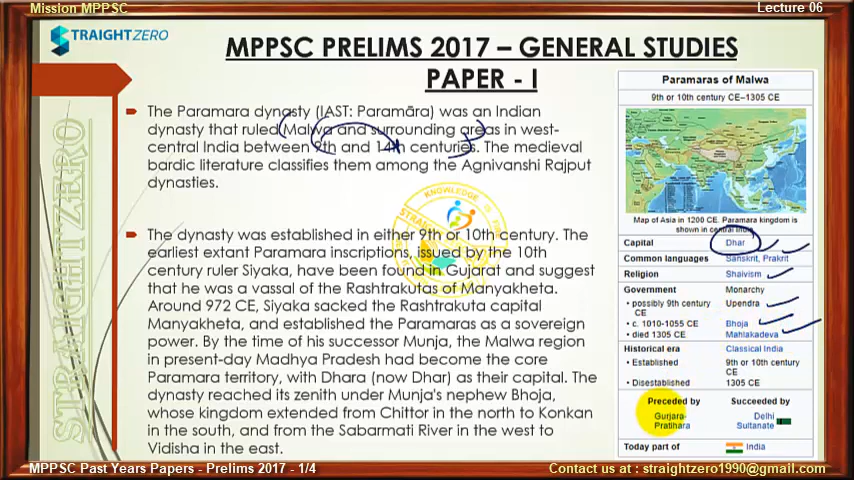 Mission MPPSC
Lecture 06
STRAIGHTZERO
MPPSC PRELIMS 2017 – GENERAL STUDIES
PAPER - I
The Paramara dynasty (IAST: Paramāra) was an Indian
dynasty that ruled Malwa and surrounding areas in west-
central India between 9th and 14th centuries. The medieval
bardic literature classifies them among the Agnivanshi Rajput
dynasties.
The dynasty was established in either 9th or 10th century. The
earliest extant Paramara inscriptions, issued by the 10th
century ruler Siyaka, have been found in Gujarat and suggest
that he was a vassal of the Rashtrakutas of Manyakheta.
Around 972 CE, Siyaka sacked the Rashtrakuta capital
Manyakheta, and established the Paramaras as a sovereign
power. By the time of his successor Munja, the Malwa region
in present-day Madhya Pradesh had become the core
Paramara territory, with Dhara (now Dhar) as their capital. The
dynasty reached its zenith under Munja's nephew Bhoja,
whose kingdom extended from Chittor in the north to Konkan
in the south, and from the Sabarmati River in the west to
Vidisha in the east.
Paramaras of Malwa
9th or 10th century CE–1305 CE
Map of Asia in 1200 CE. Paramara kingdom is
shown in central India.
Capital Dhar
Common languages Sanskrit, Prakrit
Religion Shaivism
Government Monarchy
• possibly 9th century CE Upendra
• c. 1010-1055 CE Bhoja
• died 1305 CE Mahlakadeva
Historical era Classical India
• Established 9th or 10th century CE
• Disestablished 1305 CE
Preceded by Succeeded by
Gurjara-Pratihara Delhi Sultanate
Today part of India
STRAIGHT ZERO
MPPSC Past Years Papers - Prelims 2017 - 1/4
Contact us at : straightzero1990@gmail.com